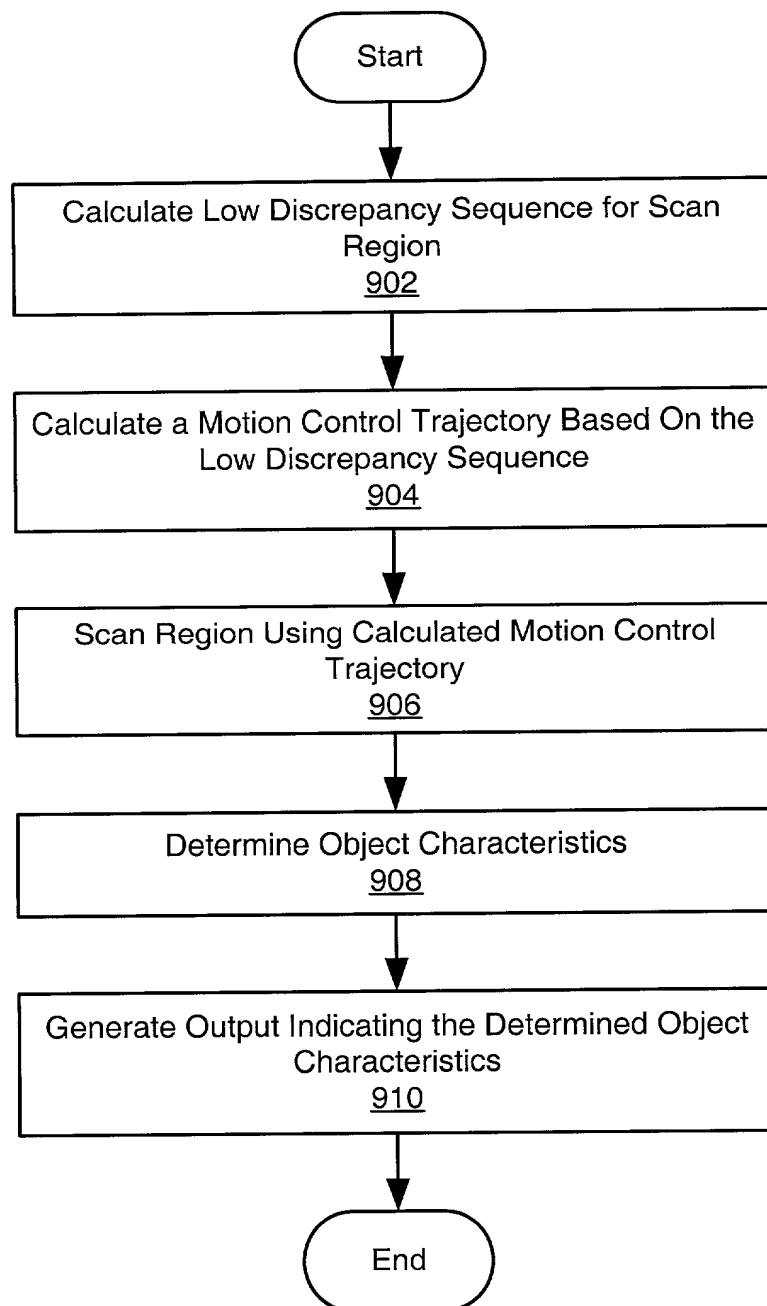 Start
Calculate Low Discrepancy Sequence for Scan
Region
902
Calculate a Motion Control Trajectory Based On the
Low Discrepancy Sequence
904
Scan Region Using Calculated Motion Control
Trajectory
906
Determine Object Characteristics
908
Generate Output Indicating the Determined Object
Characteristics
910
End